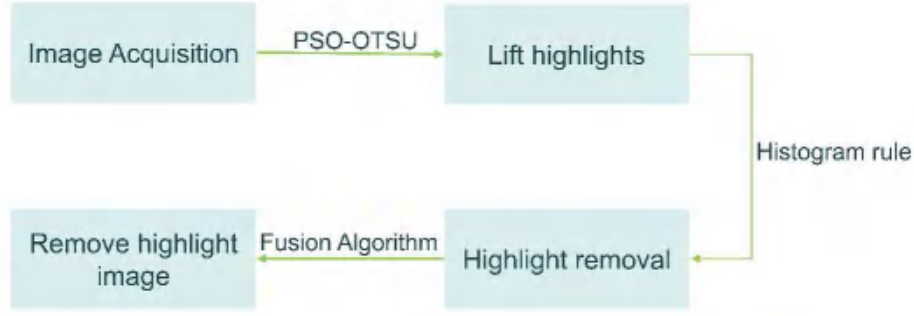 Image Acquisition
PSO-OTSU
Lift highlights
Histogram rule
Highlight removal
Fusion Algorithm
Remove highlight
image